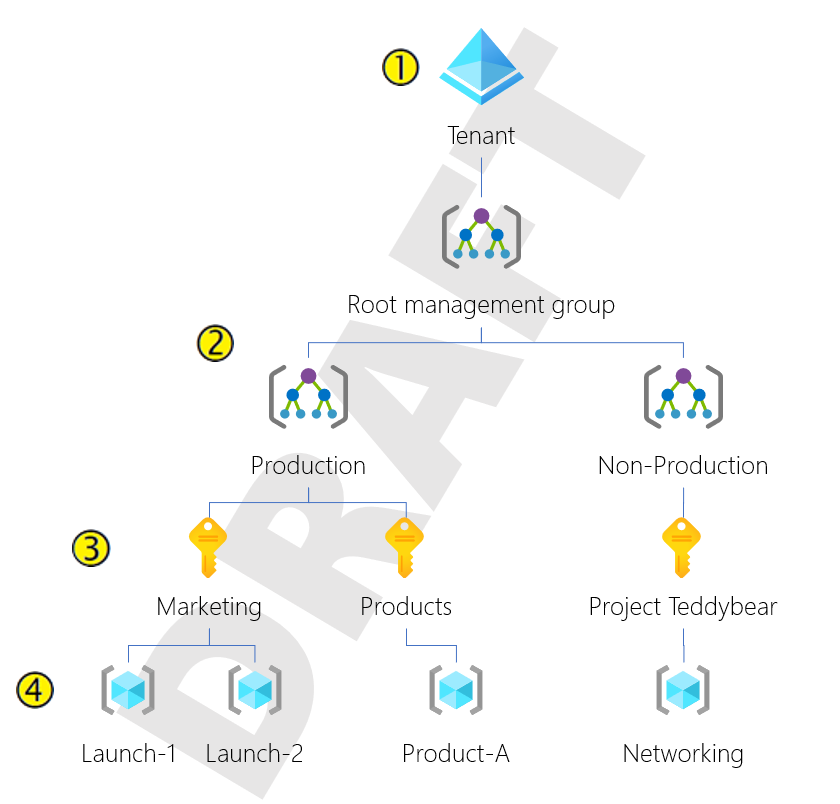 1
Tenant
Root management group
2
Production Non-Production
3
Marketing Products Project Teddybear
4
Launch-1 Launch-2 Product-A Networking
DRAFT